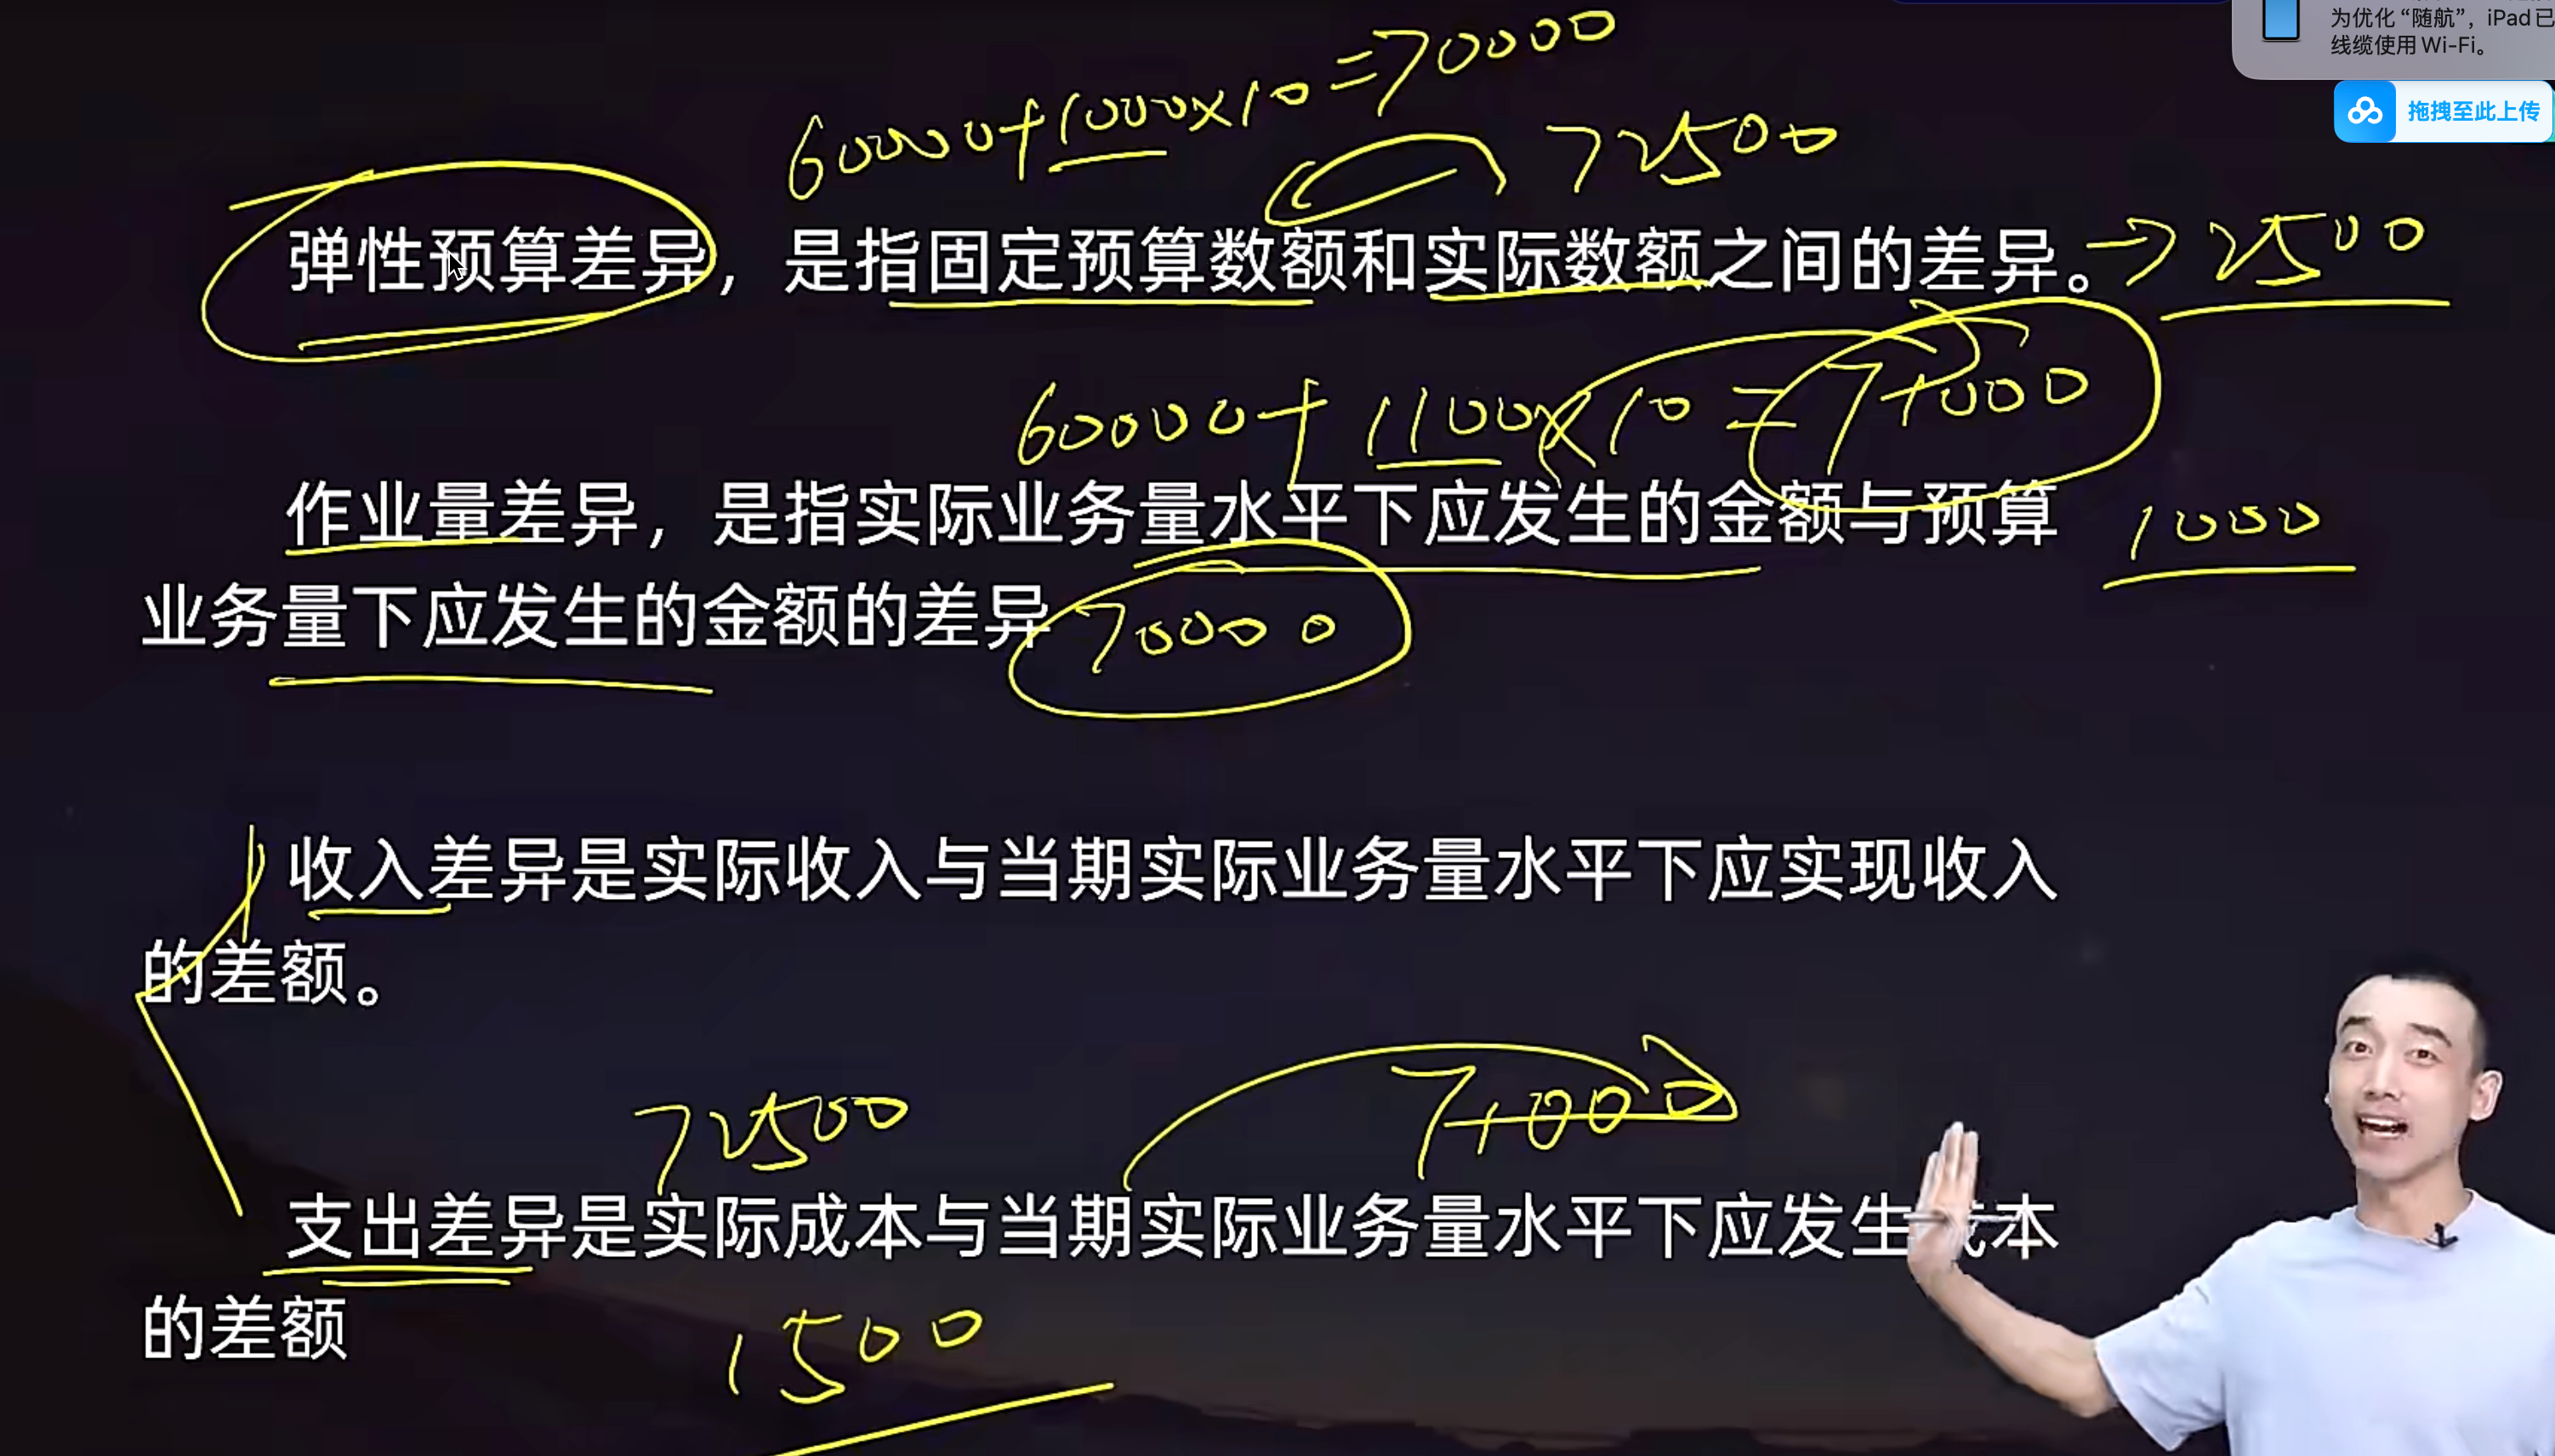 为优化“随航”，iPad已
线缆使用Wi-Fi。
拖拽至此上传
60000+1000×10=70000
72500
弹性预算差异，是指固定预算数额和实际数额之间的差异。→2500
60000+1100×10=71000
作业量差异，是指实际业务量水平下应发生的金额与预算
1000
业务量下应发生的金额的差异
70000
收入差异是实际收入与当期实际业务量水平下应实现收入
的差额。
72500
71000
支出差异是实际成本与当期实际业务量水平下应发生成本
的差额
1500